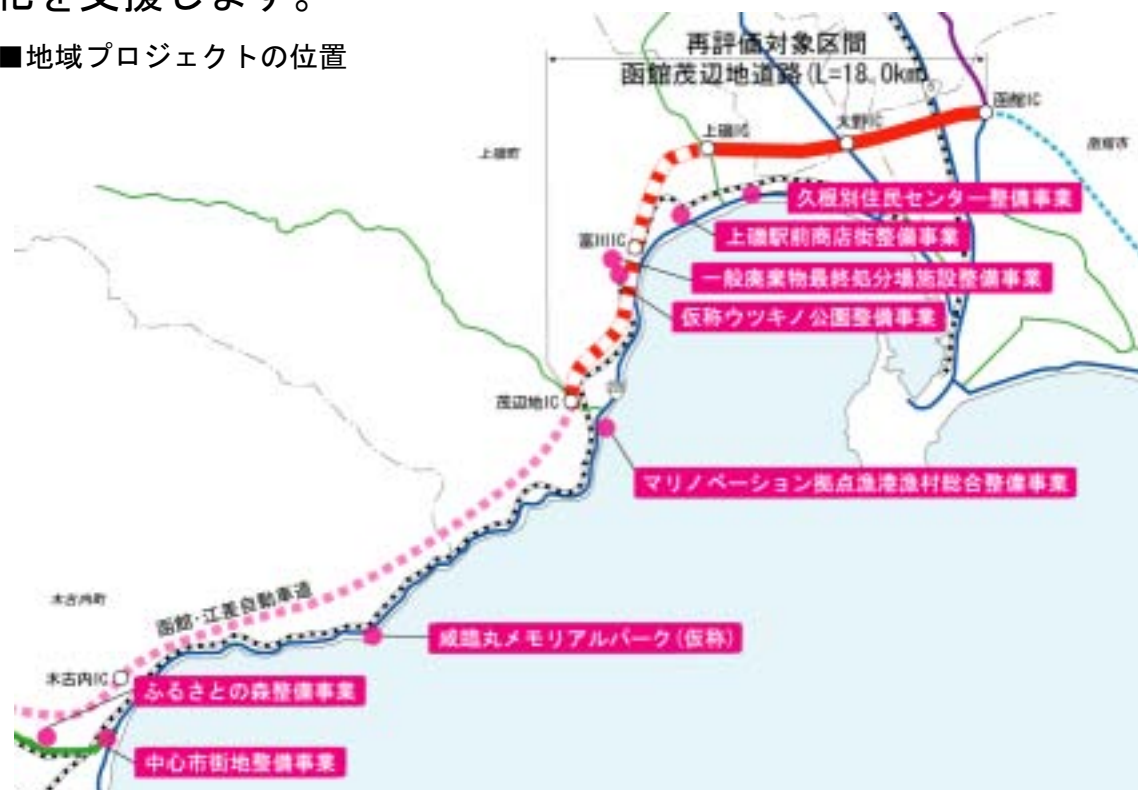 化を支援します。
■地域プロジェクトの位置
再評価対象区間
函館茂辺地道路(L=18.0km)
函館IC
大野IC
上磯IC
上磯町
函館市
久根別住民センター整備事業
上磯駅前商店街整備事業
富川IC
一般廃棄物最終処分場施設整備事業
仮称ウツキノ公園整備事業
茂辺地IC
マリノベーション拠点漁港漁村総合整備事業
函館・江差自動車道
木古内町
咸臨丸メモリアルパーク(仮称)
木古内IC
ふるさとの森整備事業
中心市街地整備事業